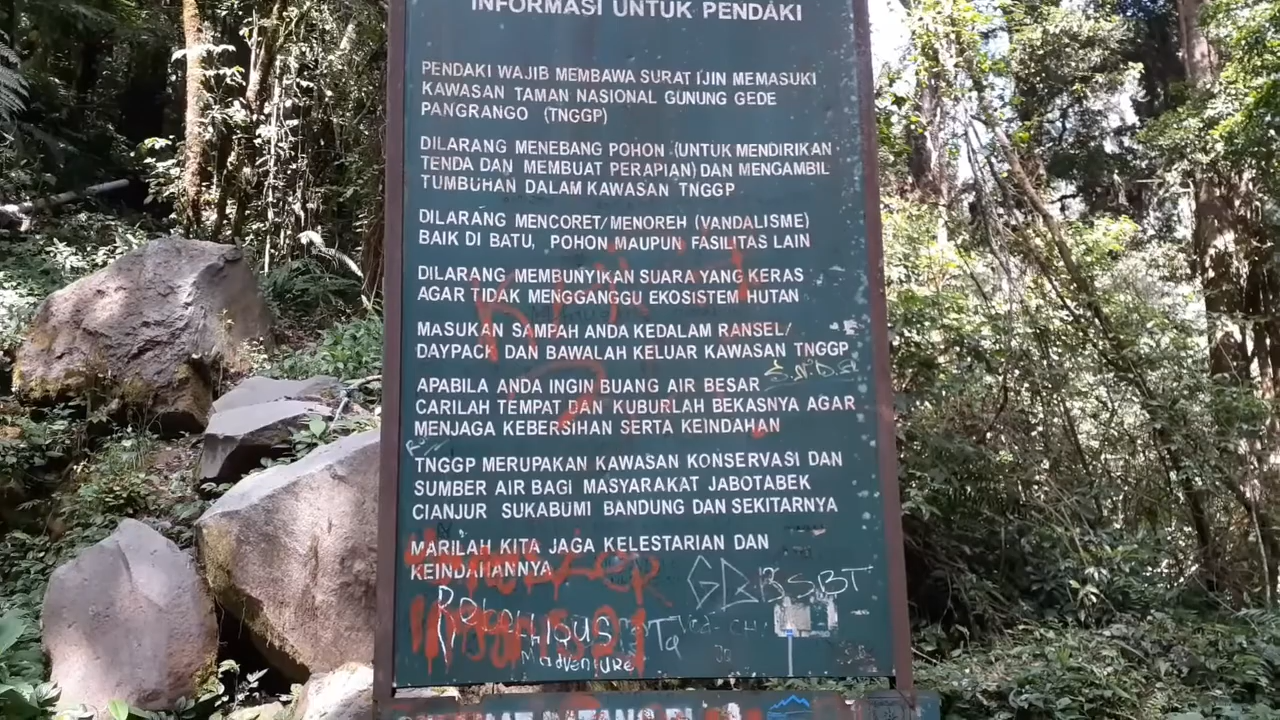 INFORMASI UNTUK PENDAKI
PENDAKI WAJIB MEMBAWA SURAT IJIN MEMASUKI
KAWASAN TAMAN NASIONAL GUNUNG GEDE
PANGRANGO (TNGGP)
DILARANG MENEBANG POHON (UNTUK MENDIRIKAN
TENDA DAN MEMBUAT PERAPIAN) DAN MENGAMBIL
TUMBUHAN DALAM KAWASAN TNGGP
DILARANG MENCORET/MENOREH (VANDALISME)
BAIK DI BATU, POHON MAUPUN FASILITAS LAIN
DILARANG MEMBUNYIKAN SUARA YANG KERAS
AGAR TIDAK MENGGANGGU EKOSISTEM HUTAN
MASUKAN SAMPAH ANDA KEDALAM RANSEL/
DAYPACK DAN BAWALAH KELUAR KAWASAN TNGGP
APABILA ANDA INGIN BUANG AIR BESAR
CARILAH TEMPAT DAN KUBURLAH BEKASNYA AGAR
MENJAGA KEBERSIHAN SERTA KEINDAHAN
TNGGP MERUPAKAN KAWASAN KONSERVASI DAN
SUMBER AIR BAGI MASYARAKAT JABOTABEK
CIANJUR SUKABUMI BANDUNG DAN SEKITARNYA
MARILAH KITA JAGA KELESTARIAN DAN
KEINDAHANNYA
Madventure